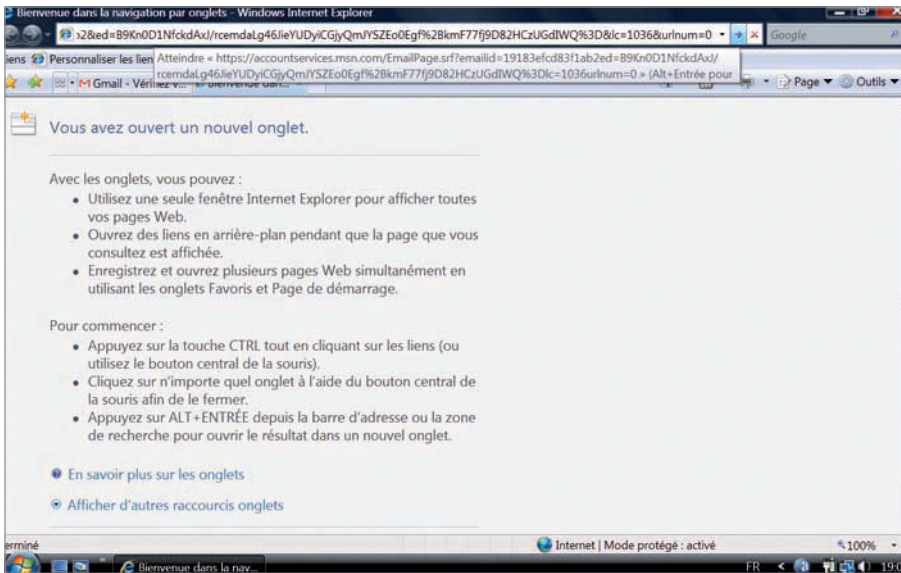 Bienvenue dans la navigation par onglets - Windows Internet Explorer
o2&ed=B9Kn0D1NfckdAxJ/rcemdaLg46JieYUDyiCGjyQmJYSZEo0Egf%2BkmF77fj9D82HCzUGdIWQ%3D&lc=1036&urlnum=0
Google
iens
Personnaliser les lien
Atteindre « https://accountservices.msn.com/EmailPage.srf?emailid=19183efcd83f1ab2ed=B9Kn0D1NfckdAxJ/
rcemdaLg46JieYUDyiCGjyQmJYSZEo0Egf%2BkmF77fj9D82HCzUGdIWQ%3Dlc=1036urlnum=0 » (Alt+Entrée pour
Gmail - Vérifiez v...
Bienvenue dan...
Page
Outils
Vous avez ouvert un nouvel onglet.
Avec les onglets, vous pouvez :
• Utilisez une seule fenêtre Internet Explorer pour afficher toutes
vos pages Web.
• Ouvrez des liens en arrière-plan pendant que la page que vous
consultez est affichée.
• Enregistrez et ouvrez plusieurs pages Web simultanément en
utilisant les onglets Favoris et Page de démarrage.
Pour commencer :
• Appuyez sur la touche CTRL tout en cliquant sur les liens (ou
utilisez le bouton central de la souris).
• Cliquez sur n'importe quel onglet à l'aide du bouton central de
la souris afin de le fermer.
• Appuyez sur ALT+ENTRÉE depuis la barre d'adresse ou la zone
de recherche pour ouvrir le résultat dans un nouvel onglet.
En savoir plus sur les onglets
Afficher d'autres raccourcis onglets
erminé
Internet | Mode protégé : activé
100%
Bienvenue dans la nav...
FR
19:0